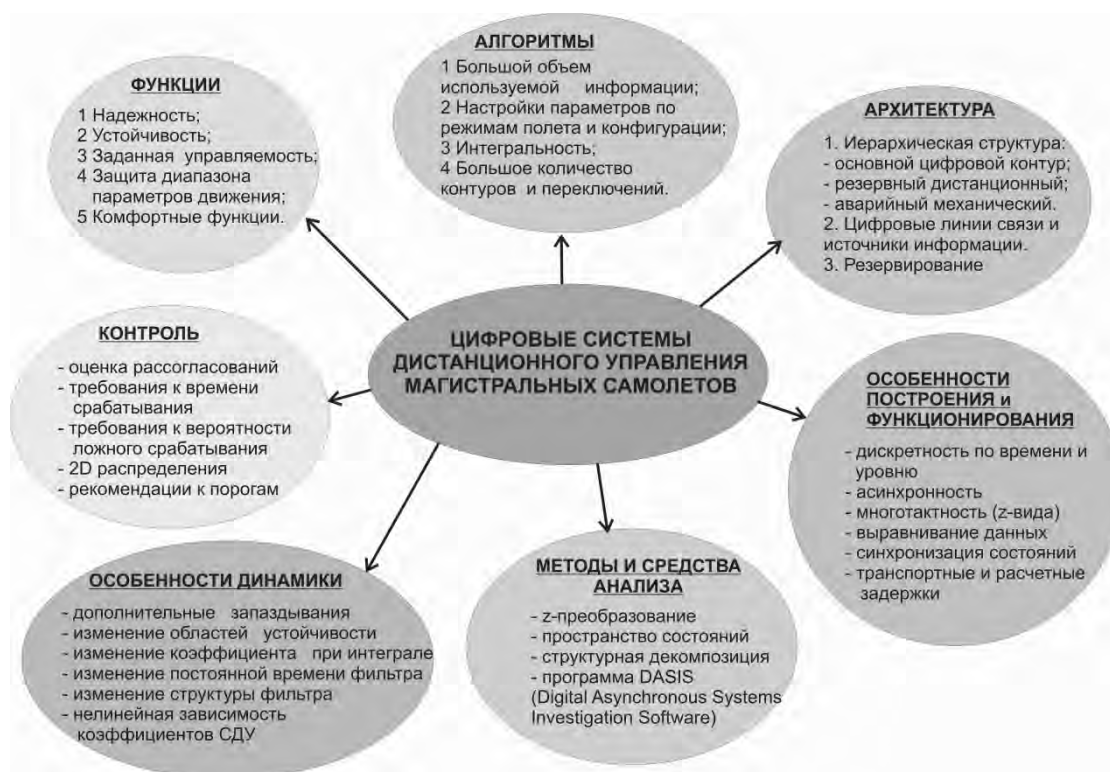 АЛГОРИТМЫ
1 Большой объем
используемой информации;
2 Настройки параметров по
режимам полета и конфигурации;
3 Интегральность;
4 Большое количество
контуров и переключений.
ФУНКЦИИ
1 Надежность;
2 Устойчивость;
3 Заданная управляемость;
4 Защита диапазона
параметров движения;
5 Комфортные функции.
АРХИТЕКТУРА
1. Иерархическая структура:
- основной цифровой контур;
- резервный дистанционный;
- аварийный механический.
2. Цифровые линии связи и
источники информации.
3. Резервирование
ЦИФРОВЫЕ СИСТЕМЫ
ДИСТАНЦИОННОГО УПРАВЛЕНИЯ
МАГИСТРАЛЬНЫХ САМОЛЕТОВ
КОНТРОЛЬ
- оценка рассогласований
- требования к времени
срабатывания
- требования к вероятности
ложного срабатывания
- 2D распределения
- рекомендации к порогам
ОСОБЕННОСТИ
ПОСТРОЕНИЯ и
ФУНКЦИОНИРОВАНИЯ
- дискретность по времени и
уровню
- асинхронность
- многотактность (z-вида)
- выравнивание данных
- синхронизация состояний
- транспортные и расчетные
задержки
ОСОБЕННОСТИ ДИНАМИКИ
- дополнительные запаздывания
- изменение областей устойчивости
- изменение коэффициента при интеграле
- изменение постоянной времени фильтра
- изменение структуры фильтра
- нелинейная зависимость
коэффициентов СДУ
МЕТОДЫ И СРЕДСТВА
АНАЛИЗА
- z-преобразование
- пространство состояний
- структурная декомпозиция
- программа DASIS
(Digital Asynchronous Systems
Investigation Software)